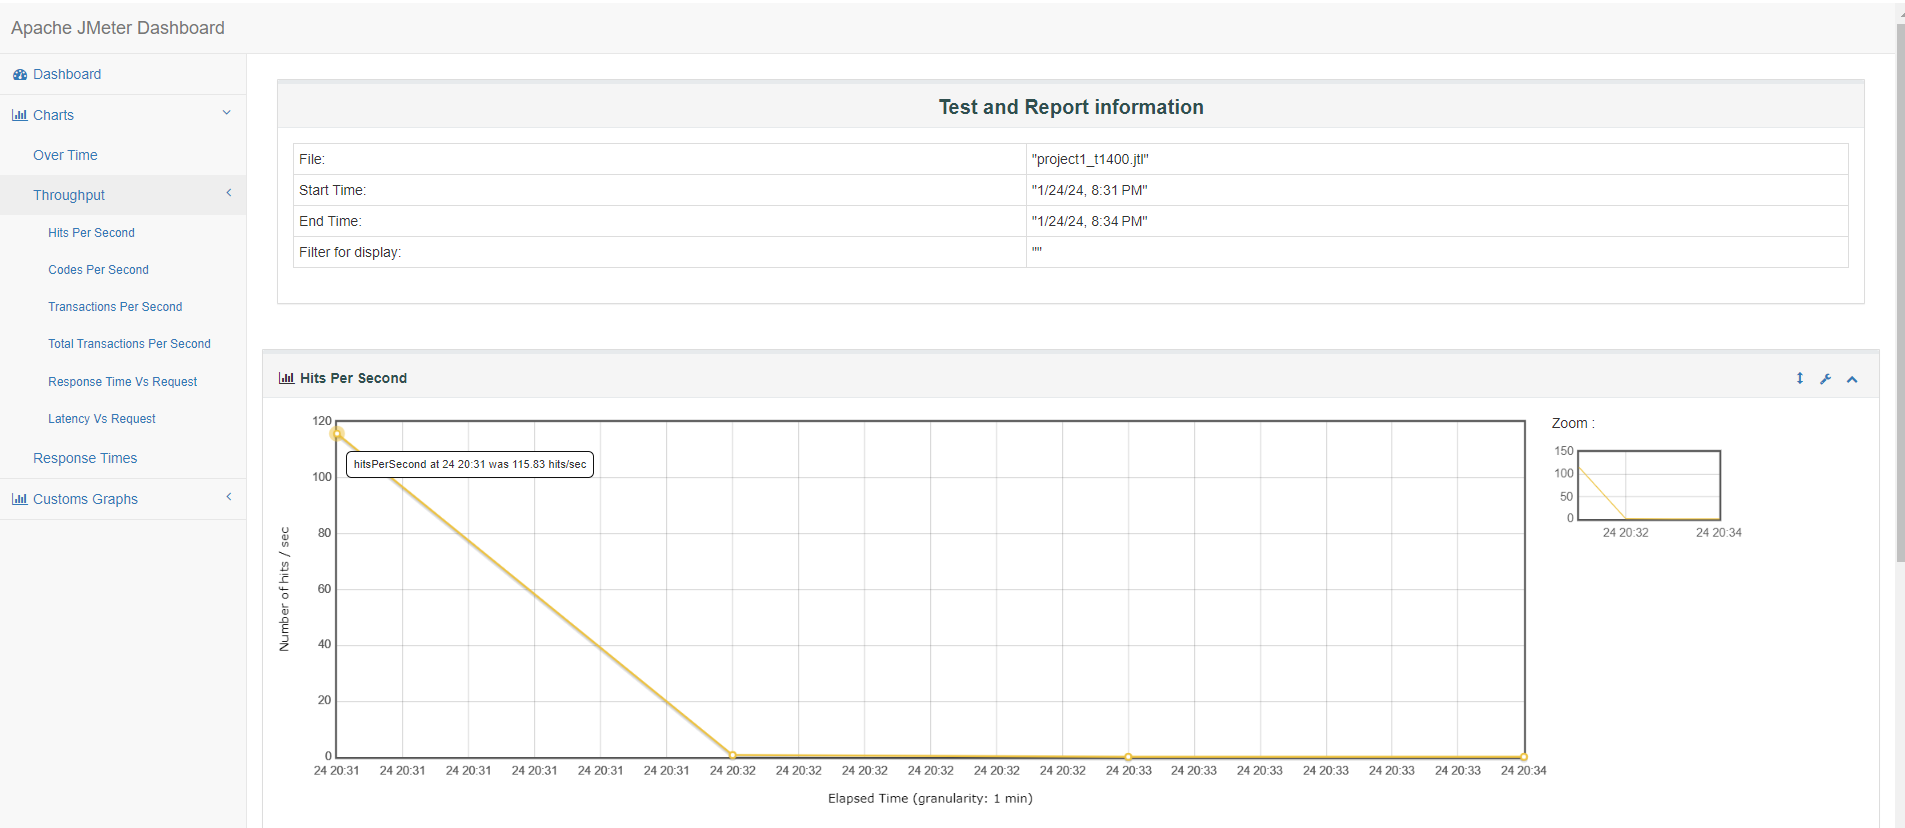 Apache JMeter Dashboard
Dashboard
Charts
Over Time
Throughput
Hits Per Second
Codes Per Second
Transactions Per Second
Total Transactions Per Second
Response Time Vs Request
Latency Vs Request
Response Times
Customs Graphs
Test and Report information
File: "project1_t1400.jtl"
Start Time: "1/24/24, 8:31 PM"
End Time: "1/24/24, 8:34 PM"
Filter for display: ""
Hits Per Second
Number of hits / sec
120
100
80
60
40
20
0
hitsPerSecond at 24 20:31 was 115.83 hits/sec
24 20:31 24 20:31 24 20:31 24 20:31 24 20:31 24 20:31 24 20:32 24 20:32 24 20:32 24 20:32 24 20:32 24 20:32 24 20:33 24 20:33 24 20:33 24 20:33 24 20:33 24 20:33 24 20:34
Elapsed Time (granularity: 1 min)
Zoom :
150
100
50
0
24 20:32 24 20:34